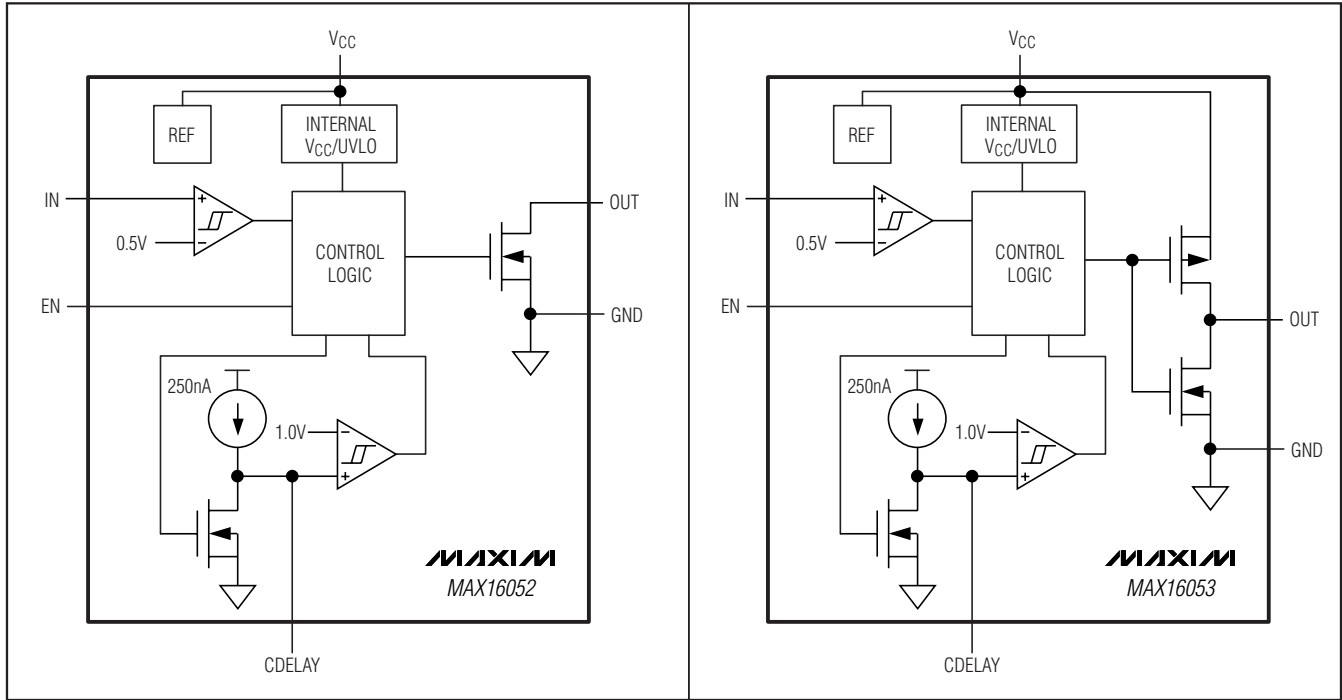 VCC
REF
INTERNAL
VCC/UVLO
IN
+
0.5V
−
CONTROL
LOGIC
OUT
EN
GND
250nA
1.0V
−
+
MAXIM
MAX16052
CDELAY
VCC
REF
INTERNAL
VCC/UVLO
IN
+
0.5V
−
CONTROL
LOGIC
EN
OUT
250nA
1.0V
−
+
GND
MAXIM
MAX16053
CDELAY